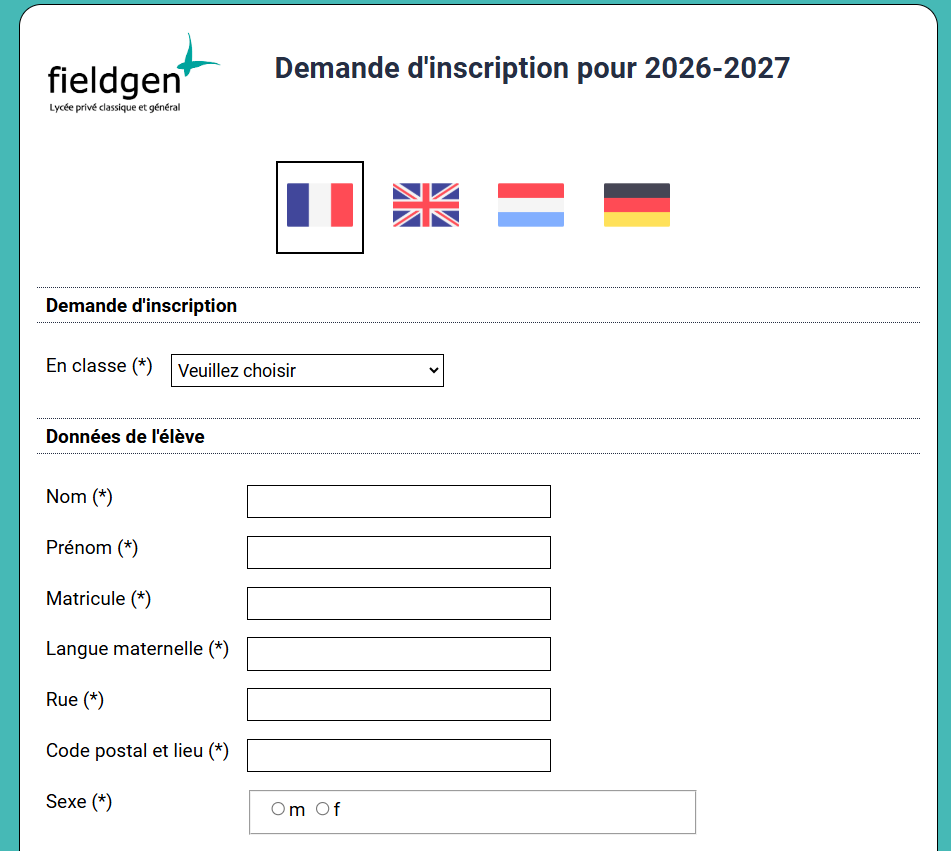 fieldgen
Lycée privé classique et général
Demande d'inscription pour 2026-2027
Demande d'inscription
En classe (*) Veuillez choisir
Données de l'élève
Nom (*)
Prénom (*)
Matricule (*)
Langue maternelle (*)
Rue (*)
Code postal et lieu (*)
Sexe (*) m f